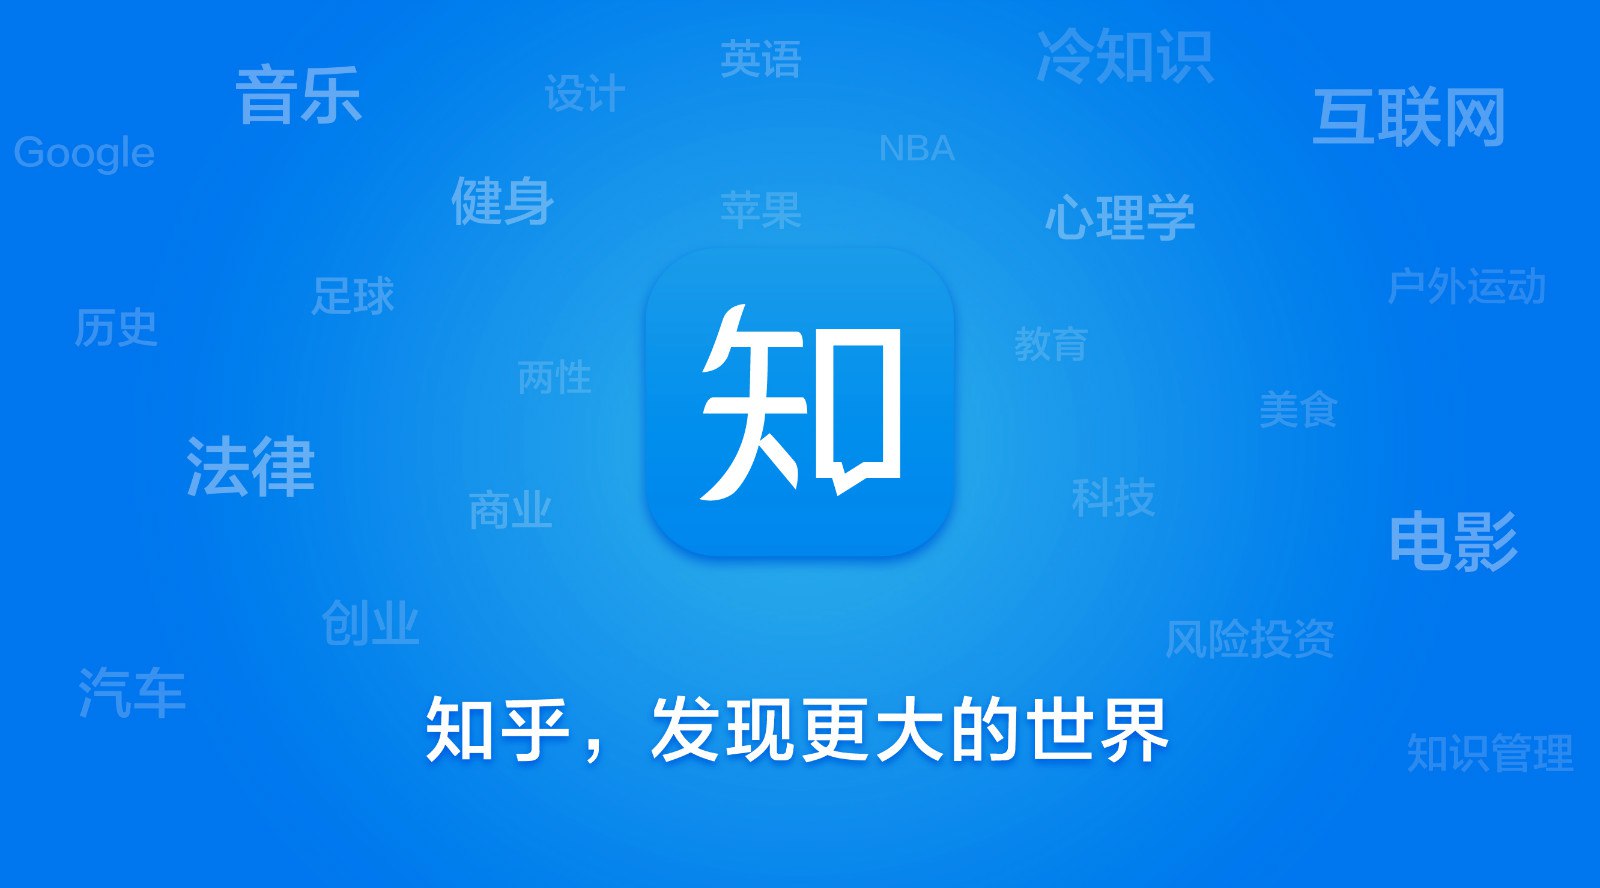 英语
冷知识
音乐
设计
互联网
Google
NBA
健身
苹果
心理学
户外运动
足球
历史
教育
两性
知
美食
法律
商业
科技
电影
创业
风险投资
汽车
知乎，发现更大的世界
知识管理